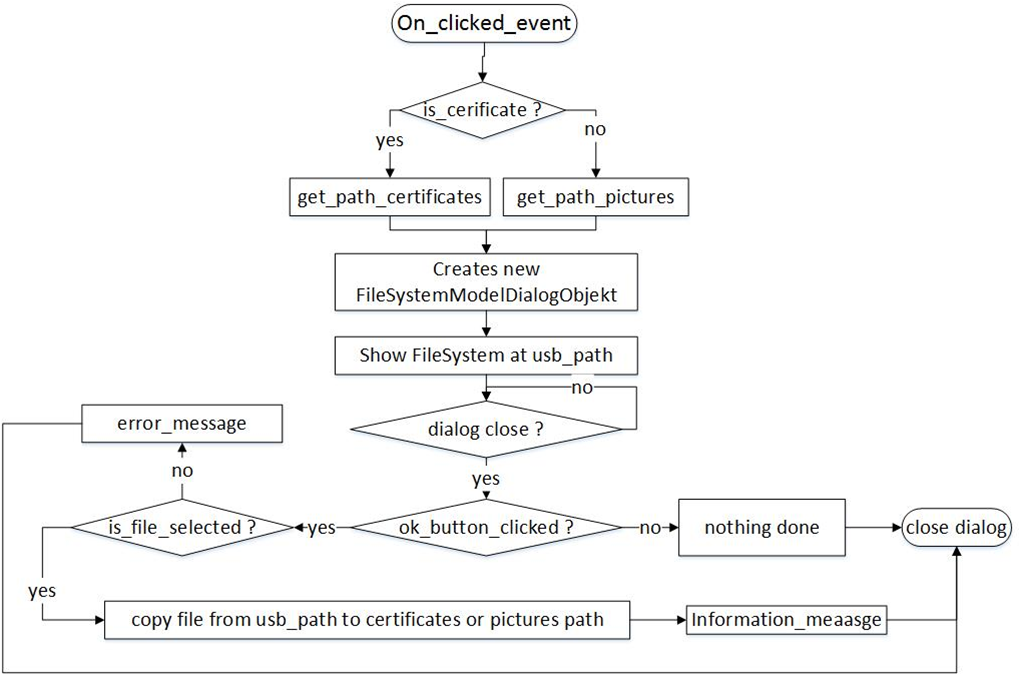 On_clicked_event
is_cerificate ?
yes
no
get_path_certificates
get_path_pictures
Creates new
FileSystemModelDialogObjekt
Show FileSystem at usb_path
no
dialog close ?
error_message
no
yes
is_file_selected ?
yes
ok_button_clicked ?
no
nothing done
close dialog
yes
copy file from usb_path to certificates or pictures path
Information_meaasge